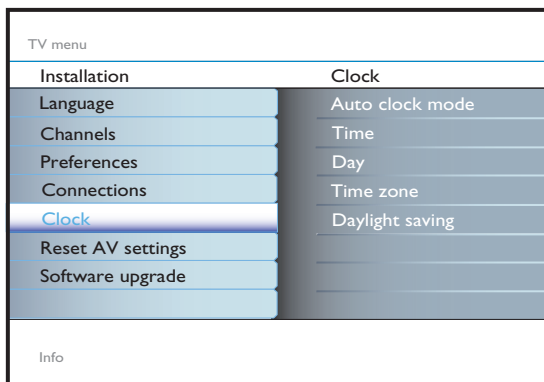 TV menu
Installation
Language
Channels
Preferences
Connections
Clock
Reset AV settings
Software upgrade
Clock
Auto clock mode
Time
Day
Time zone
Daylight saving
Info